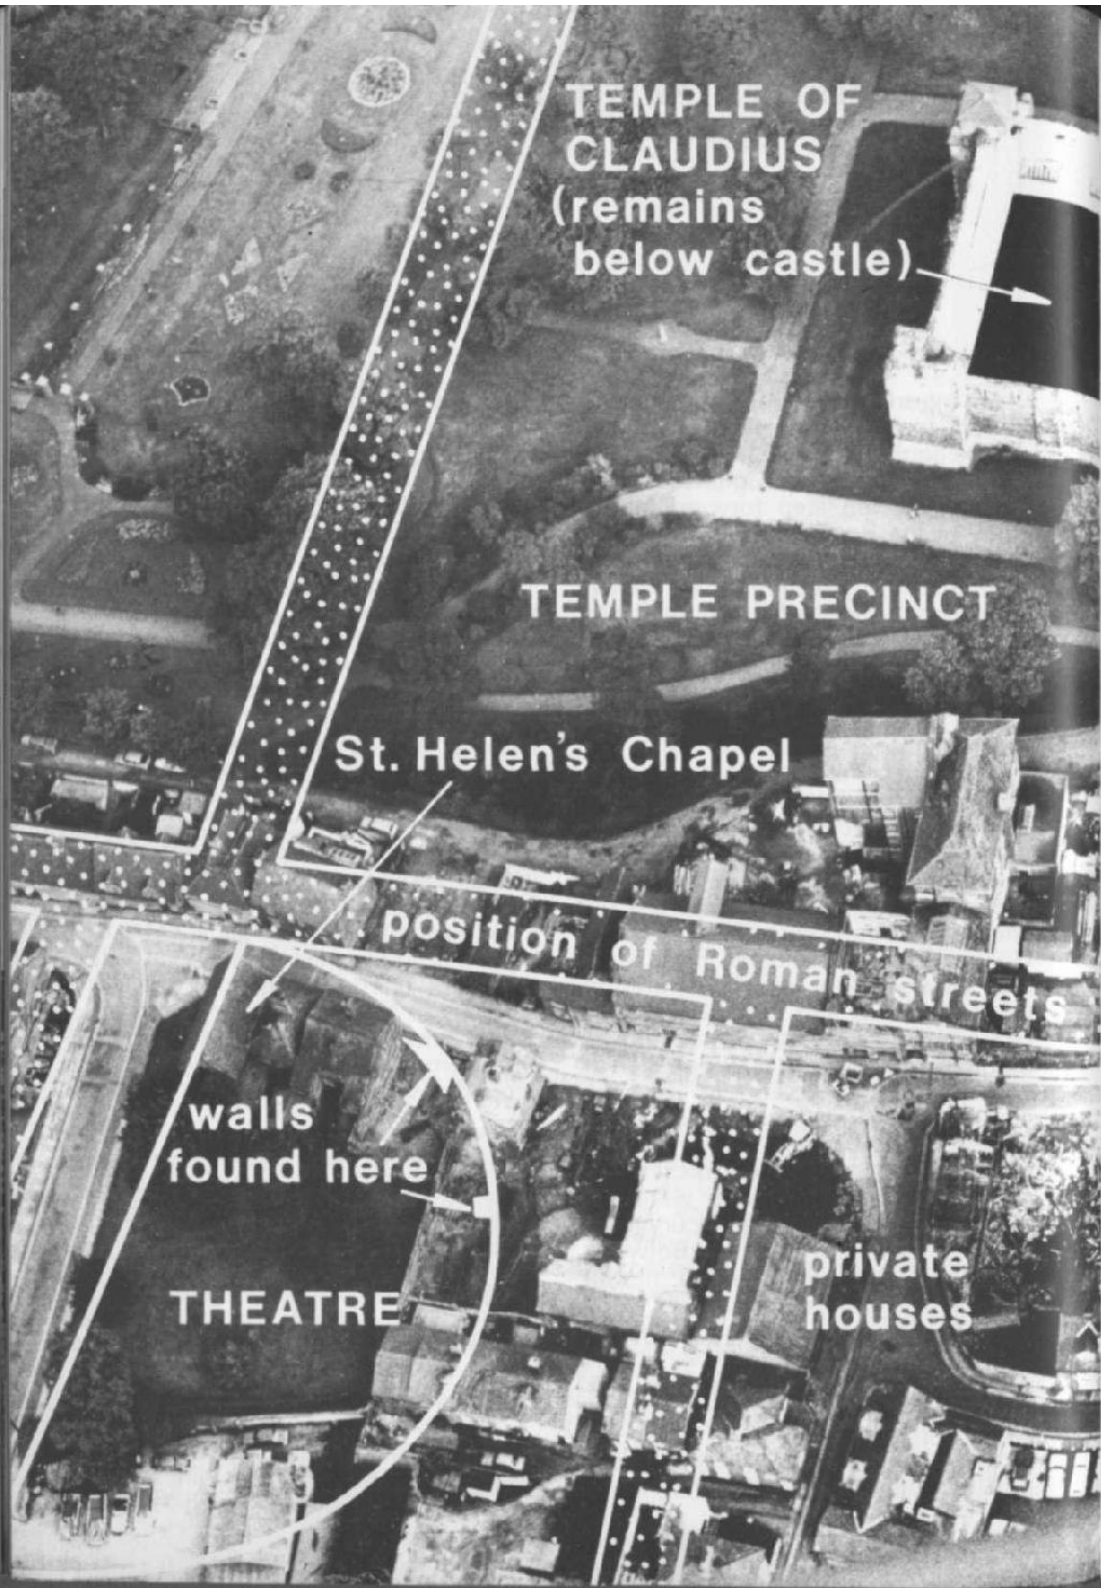 TEMPLE OF
CLAUDIUS
(remains
below castle)
TEMPLE PRECINCT
St. Helen's Chapel
position of Roman streets
walls
found here
THEATRE
private
houses